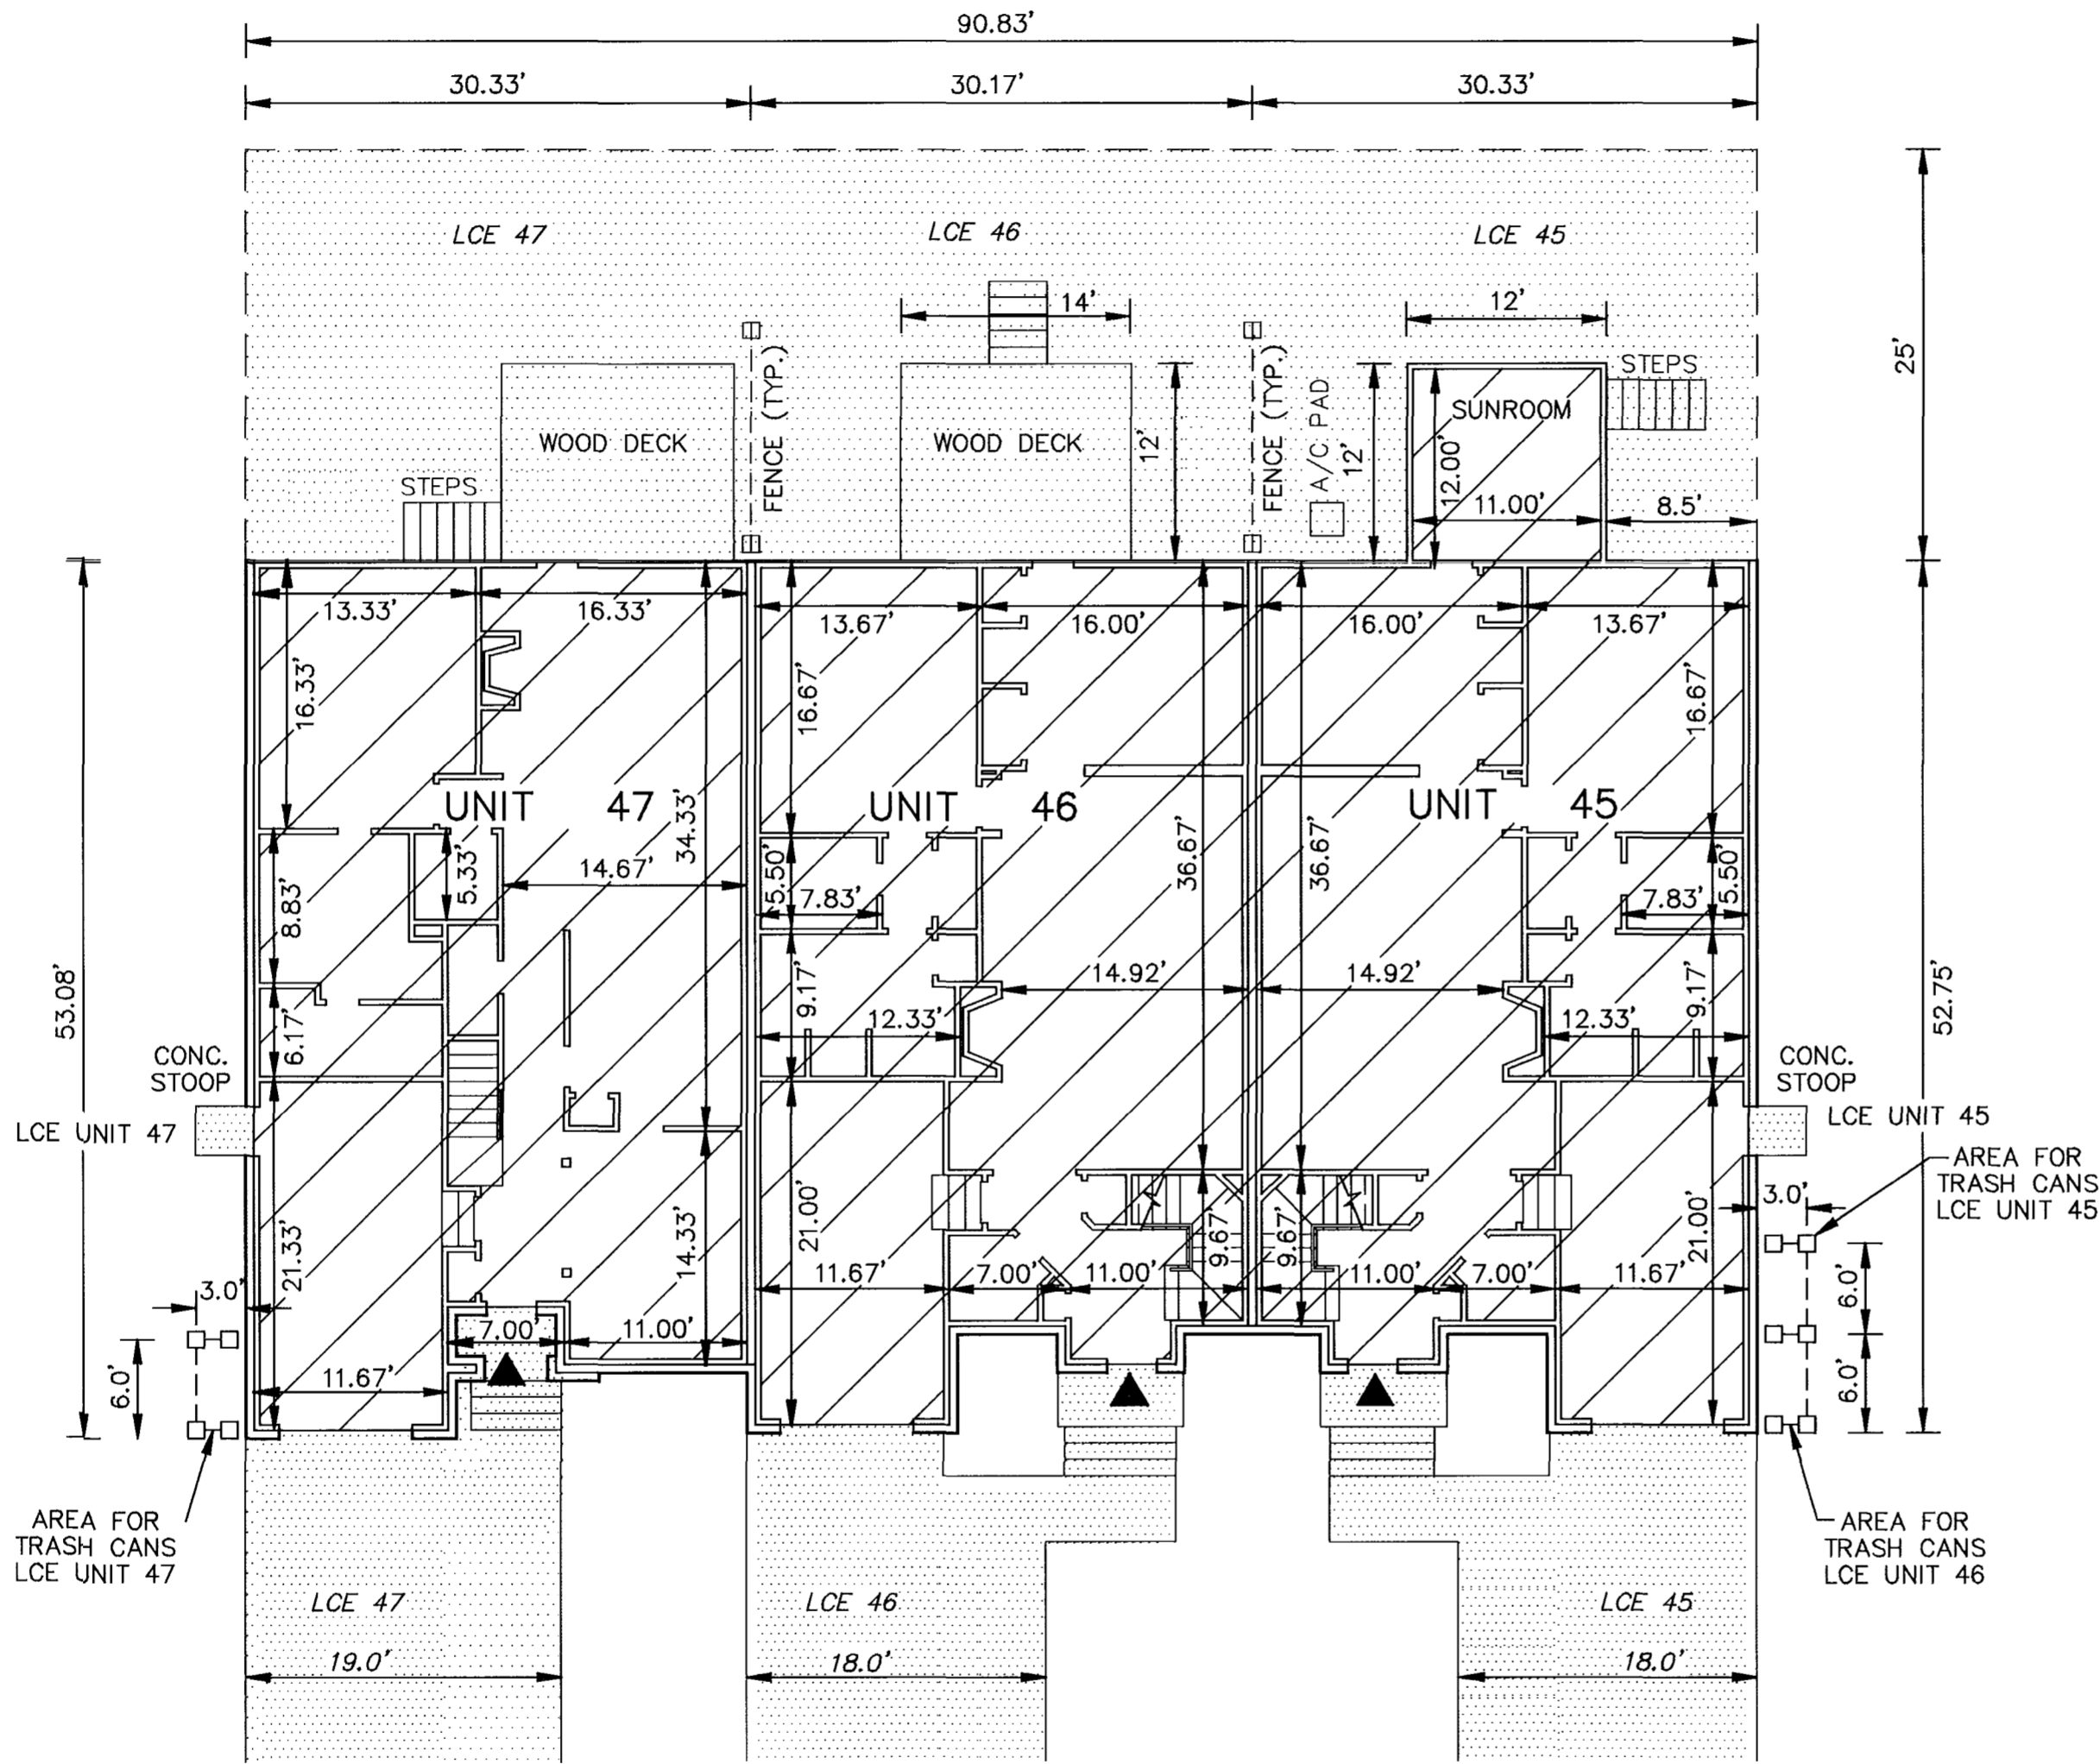 90.83'
30.33'
30.17'
30.33'
LCE 47
LCE 46
LCE 45
14'
12'
25'
STEPS
WOOD DECK
FENCE (TYP.)
WOOD DECK
12'
FENCE (TYP.)
A/C PAD
12'
SUNROOM
12.00'
11.00'
8.5'
STEPS
13.33'
16.33'
13.67'
16.00'
16.00'
13.67'
16.33'
16.67'
16.67'
UNIT 47
UNIT 46
UNIT 45
34.33'
36.67'
36.67'
5.33'
14.67'
5.50'
7.83'
7.83'
5.50'
8.83'
53.08'
52.75'
14.92'
14.92'
9.17'
9.17'
12.33'
12.33'
6.17'
CONC.
STOOP
LCE UNIT 47
CONC.
STOOP
LCE UNIT 45
AREA FOR
TRASH CANS
LCE UNIT 45
3.0'
21.33'
14.33'
21.00'
9.67'
9.67'
21.00'
3.0'
6.0'
11.67'
7.00'
11.00'
11.00'
7.00'
11.67'
7.00'
11.00'
6.0'
11.67'
6.0'
AREA FOR
TRASH CANS
LCE UNIT 47
AREA FOR
TRASH CANS
LCE UNIT 46
LCE 47
LCE 46
LCE 45
19.0'
18.0'
18.0'